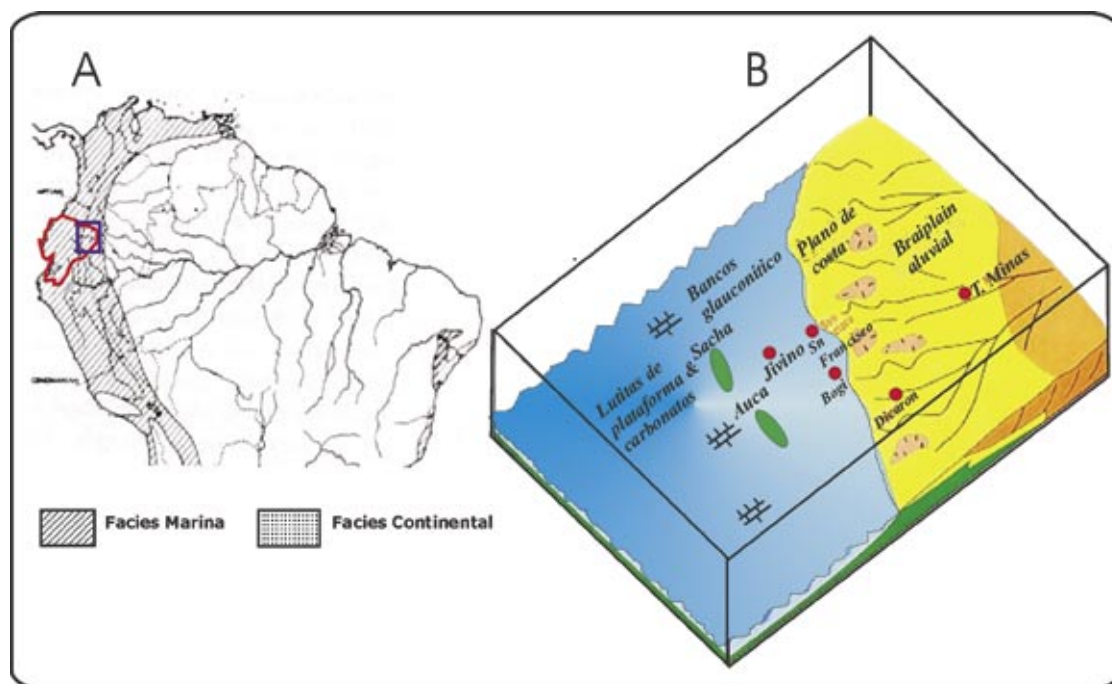 A
B
Facies Marina
Facies Continental
Lutitas de
plataforma &
carbonatos
Bancos
glauconítico
Sacha
Auca
Jivino
Sn
Francisco
Bogi
Dicaron
Plano de
costa
Braiplain
aluvial
T. Minas